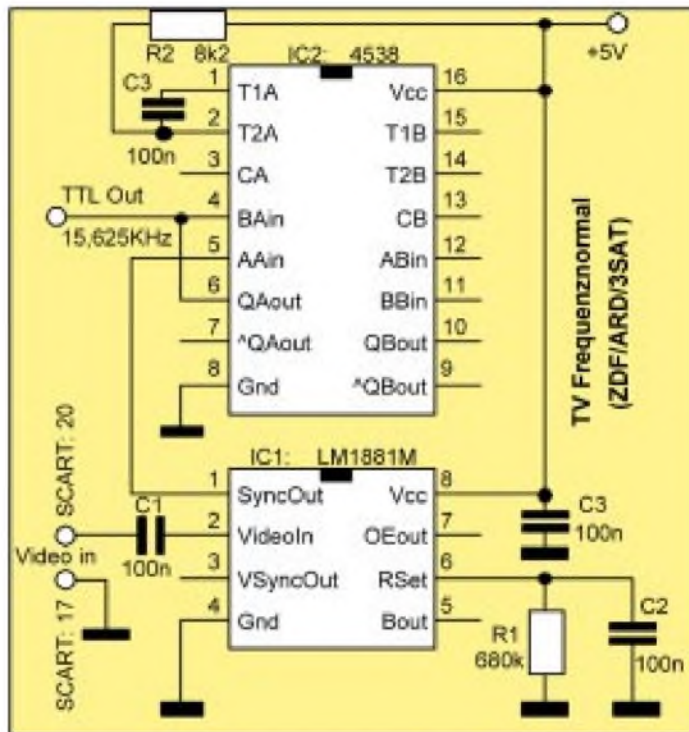 R2 8k2
IC2: 4538
+5V
C3
100n
1 T1A
2 T2A
3 CA
4 BAin
5 AAin
6 QAout
7 ^QAout
8 Gnd
16 Vcc
15 T1B
14 T2B
13 CB
12 ABin
11 BBin
10 QBout
9 ^QBout
TTL Out
15,625KHz
TV Frequenznormal
(ZDF/ARD/3SAT)
IC1: LM1881M
1 SyncOut
2 VideoIn
3 VSyncOut
4 Gnd
8 Vcc
7 OEout
6 RSet
5 Bout
SCART: 20
C1
100n
Video in
SCART: 17
C3
100n
R1
680k
C2
100n